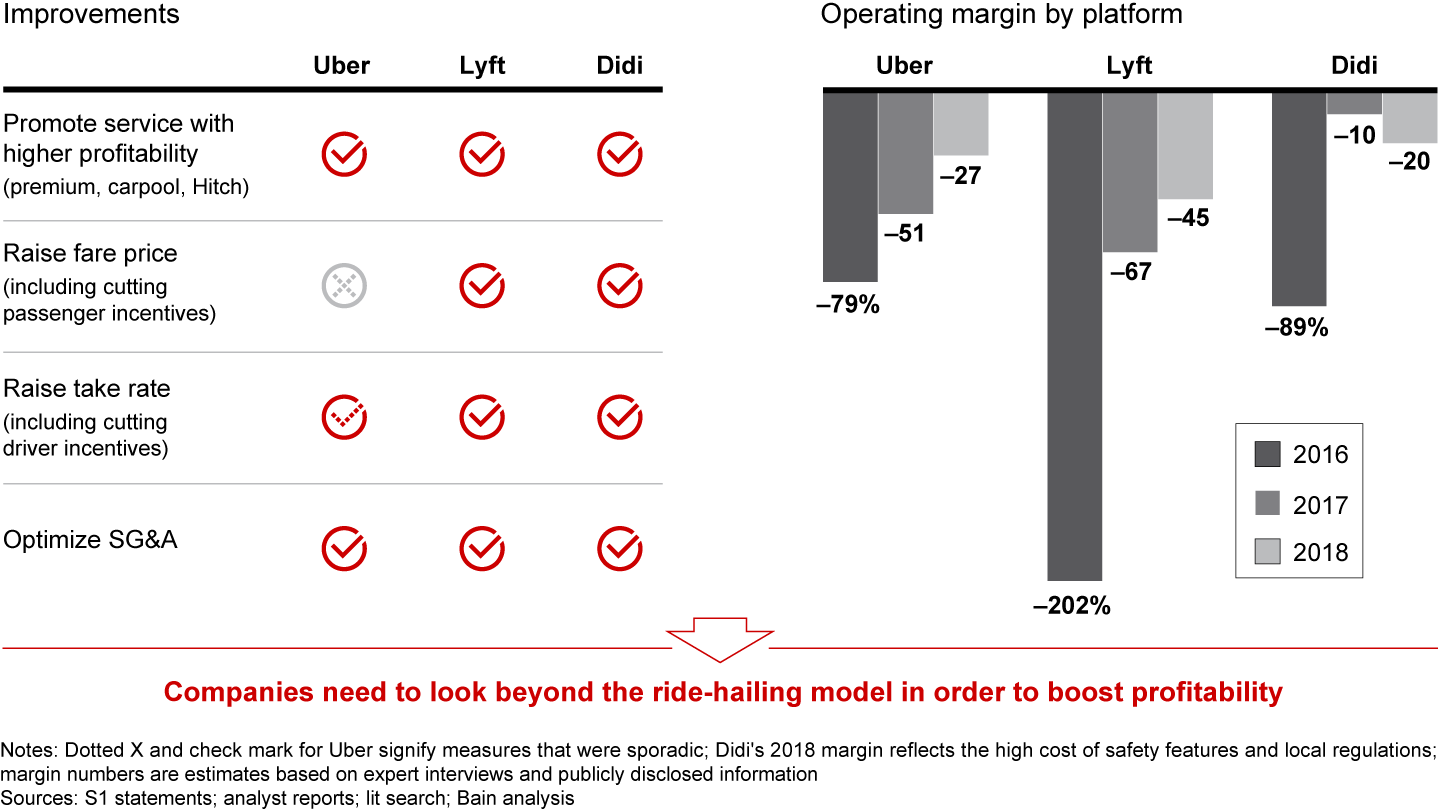 Improvements
Uber Lyft Didi
Promote service with
higher profitability
(premium, carpool, Hitch)
Raise fare price
(including cutting
passenger incentives)
Raise take rate
(including cutting
driver incentives)
Optimize SG&A
Operating margin by platform
Uber Lyft Didi
–79%
–51
–27
–202%
–67
–45
–89%
–10
–20
2016
2017
2018
Companies need to look beyond the ride-hailing model in order to boost profitability
Notes: Dotted X and check mark for Uber signify measures that were sporadic; Didi's 2018 margin reflects the high cost of safety features and local regulations;
margin numbers are estimates based on expert interviews and publicly disclosed information
Sources: S1 statements; analyst reports; lit search; Bain analysis